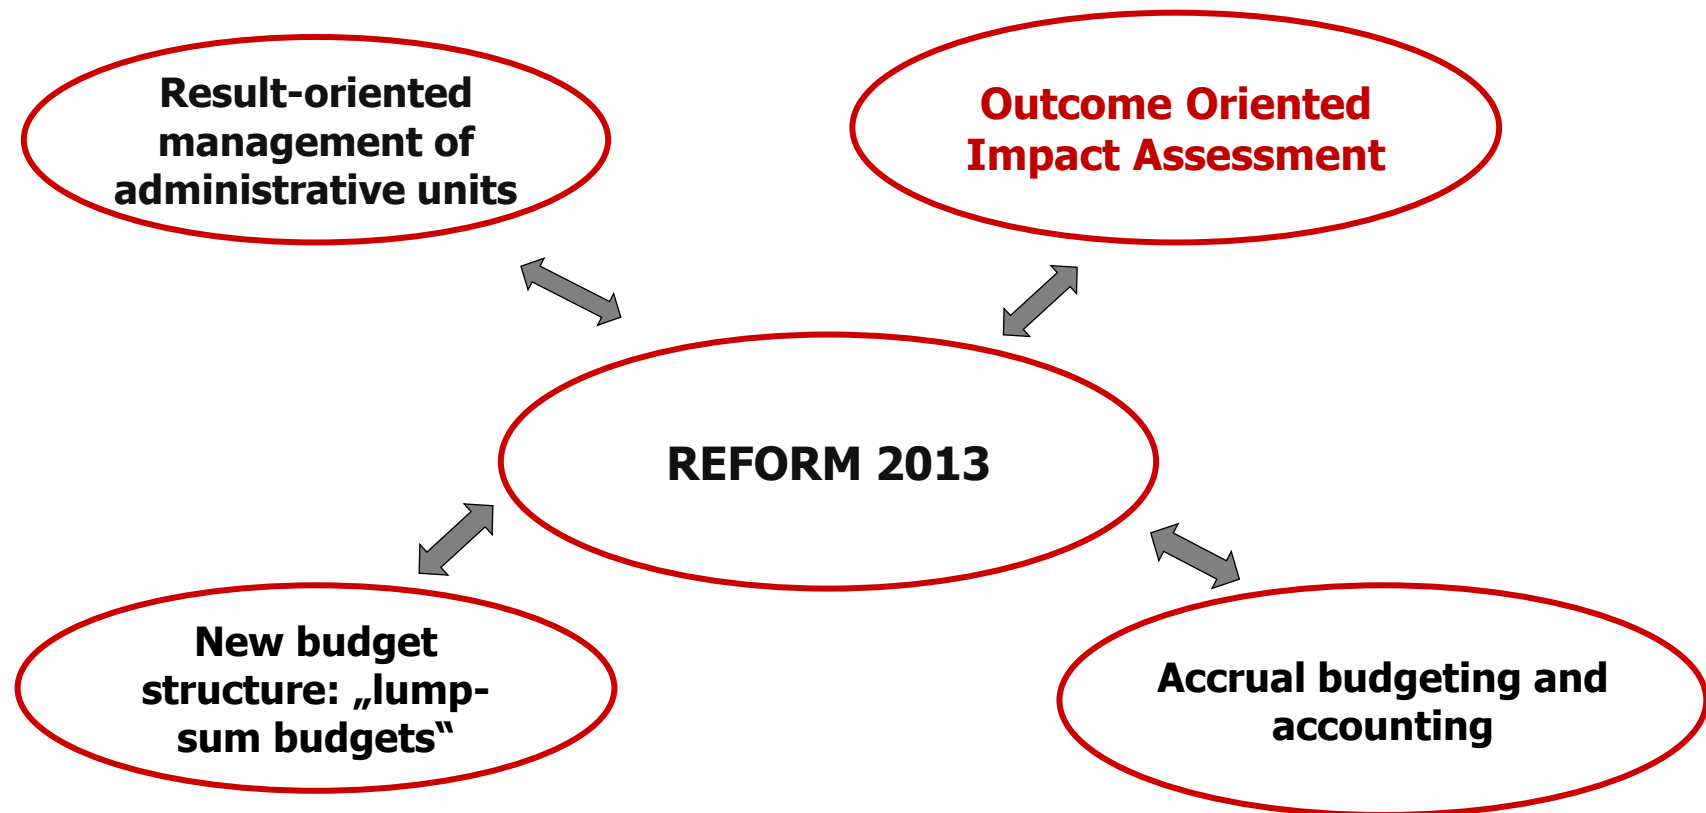 Result-oriented
management of
administrative units
Outcome Oriented
Impact Assessment
REFORM 2013
New budget
structure: „lump-
sum budgets‟
Accrual budgeting and
accounting